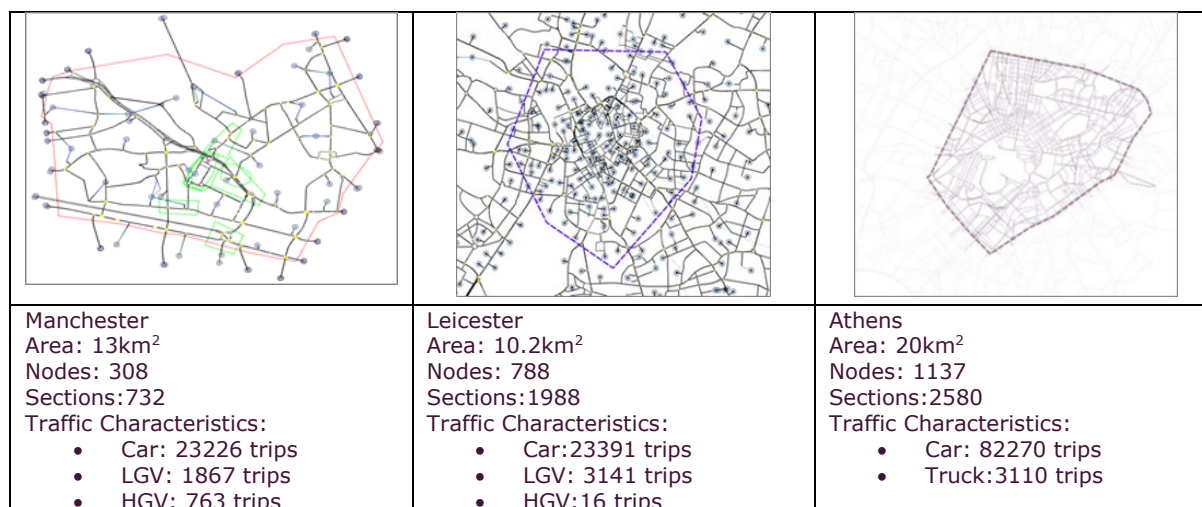 Manchester
Area: 13km²
Nodes: 308
Sections:732
Traffic Characteristics:
• Car: 23226 trips
• LGV: 1867 trips
• HGV: 763 trips
Leicester
Area: 10.2km²
Nodes: 788
Sections:1988
Traffic Characteristics:
• Car:23391 trips
• LGV: 3141 trips
• HGV:16 trips
Athens
Area: 20km²
Nodes: 1137
Sections:2580
Traffic Characteristics:
• Car: 82270 trips
• Truck:3110 trips